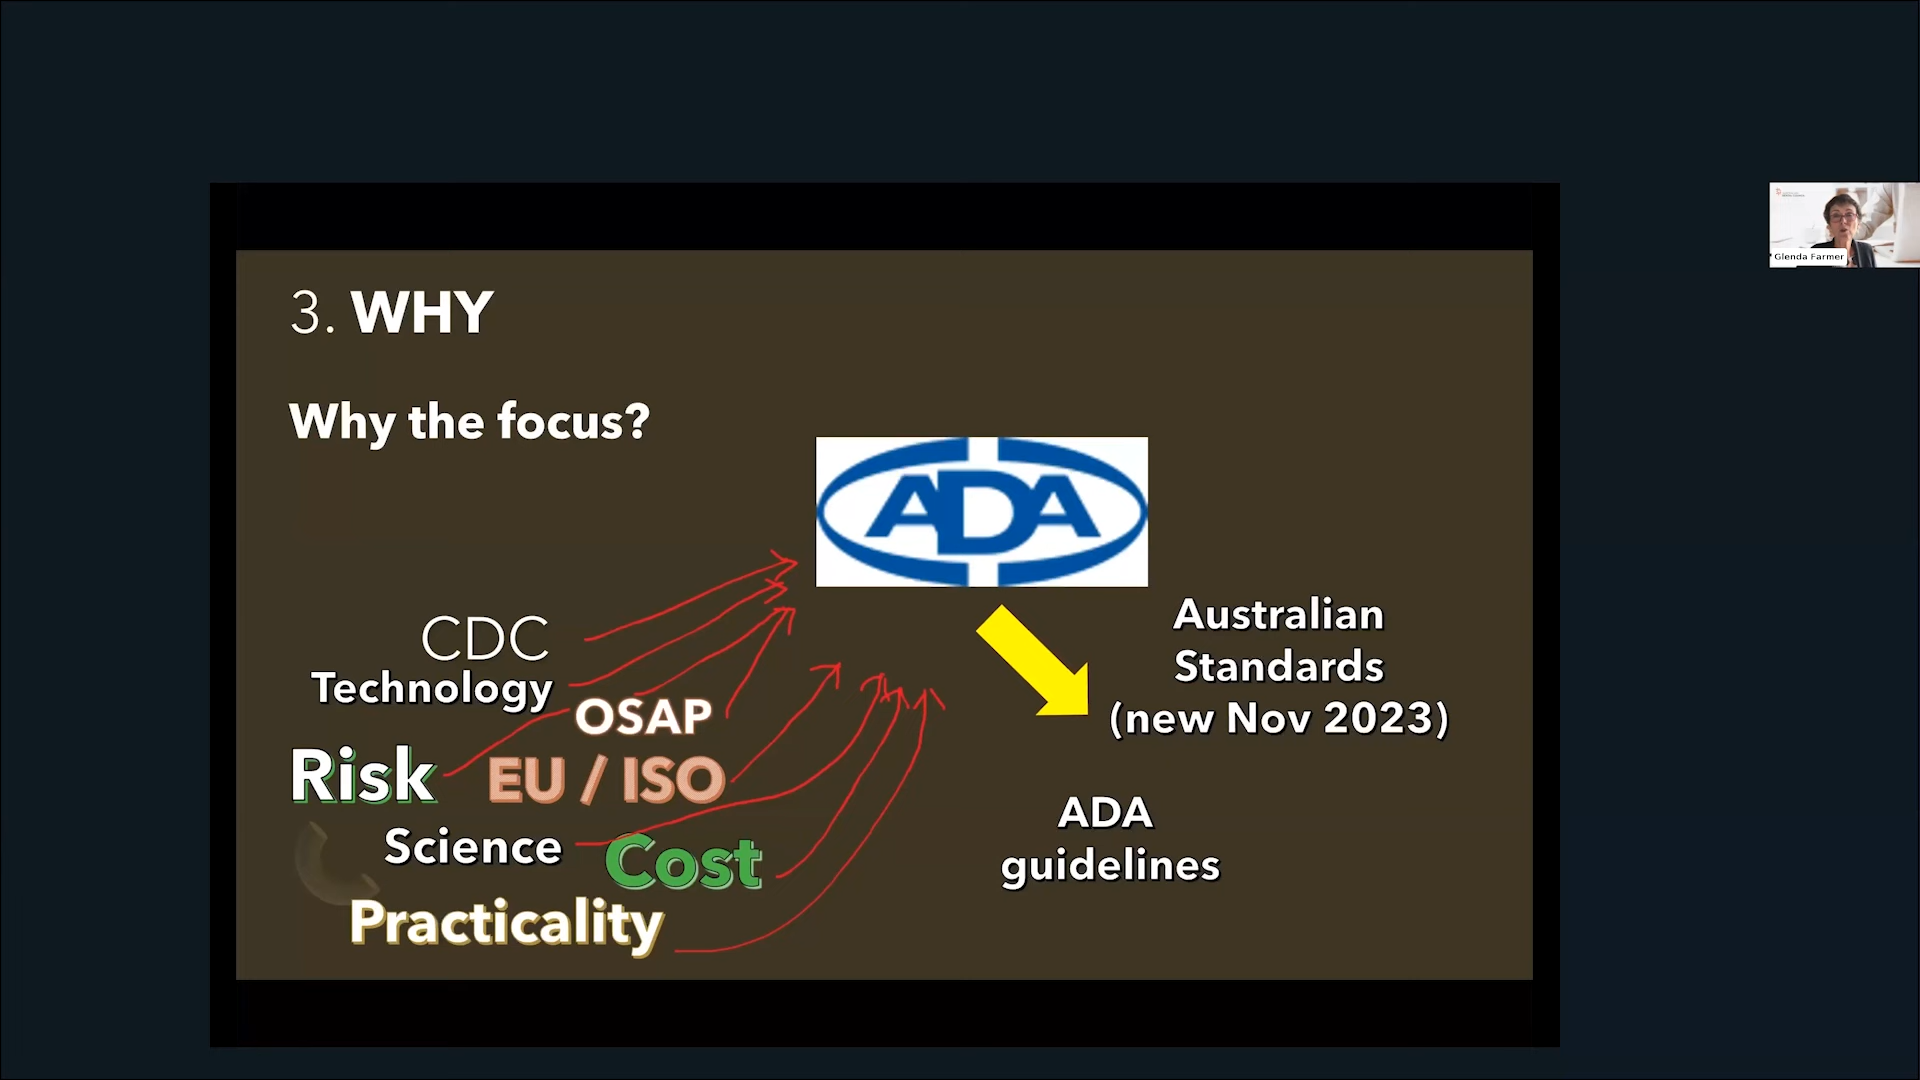 3. WHY
Why the focus?
ADA
CDC
Technology
OSAP
Risk
EU / ISO
Science
Cost
Practicality
Australian
Standards
(new Nov 2023)
ADA
guidelines
Glenda Farmer